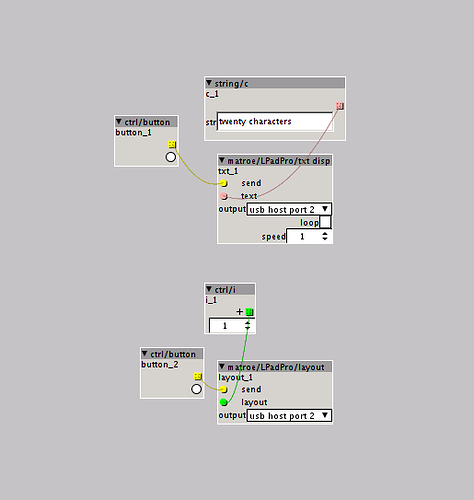 string/c
c_1
str twenty characters
ctrl/button
button_1
matroe/LPadPro/txt disp
txt_1
send
text
output usb host port 2
loop
speed 1
ctrl/i
i_1
+
1
ctrl/button
button_2
matroe/LPadPro/layout
layout_1
send
layout
output usb host port 2